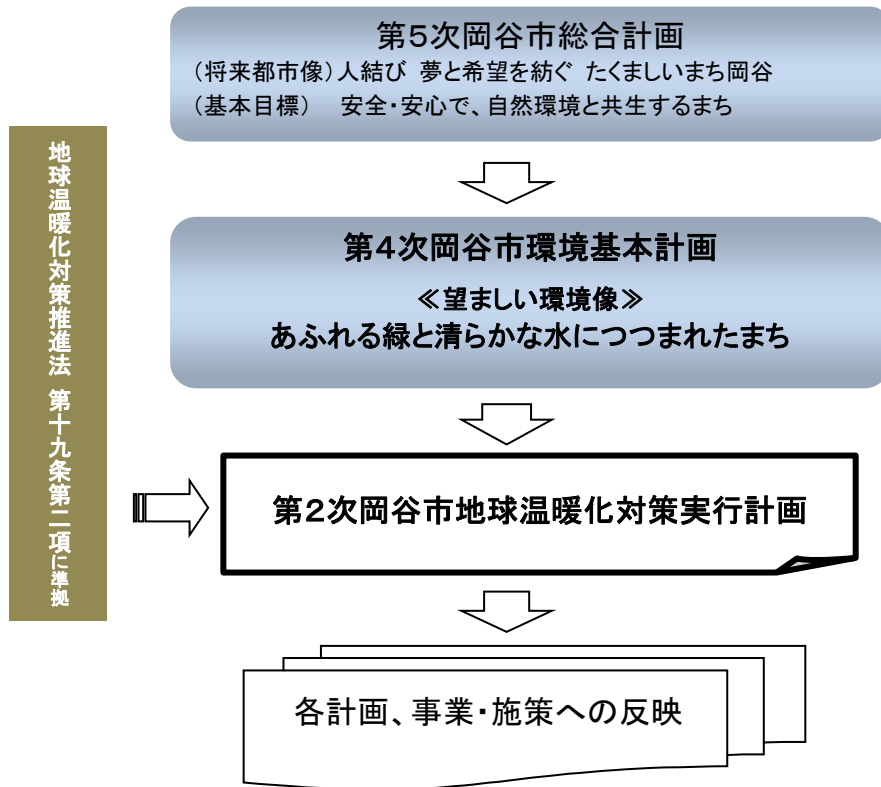 第5次岡谷市総合計画
(将来都市像)人結び 夢と希望を紡ぐ たくましいまち岡谷
(基本目標) 安全・安心で、自然環境と共生するまち
地球温暖化対策推進法 第十九条第二項に準拠
第4次岡谷市環境基本計画
≪望ましい環境像≫
あふれる緑と清らかな水につつまれたまち
第2次岡谷市地球温暖化対策実行計画
各計画、事業・施策への反映